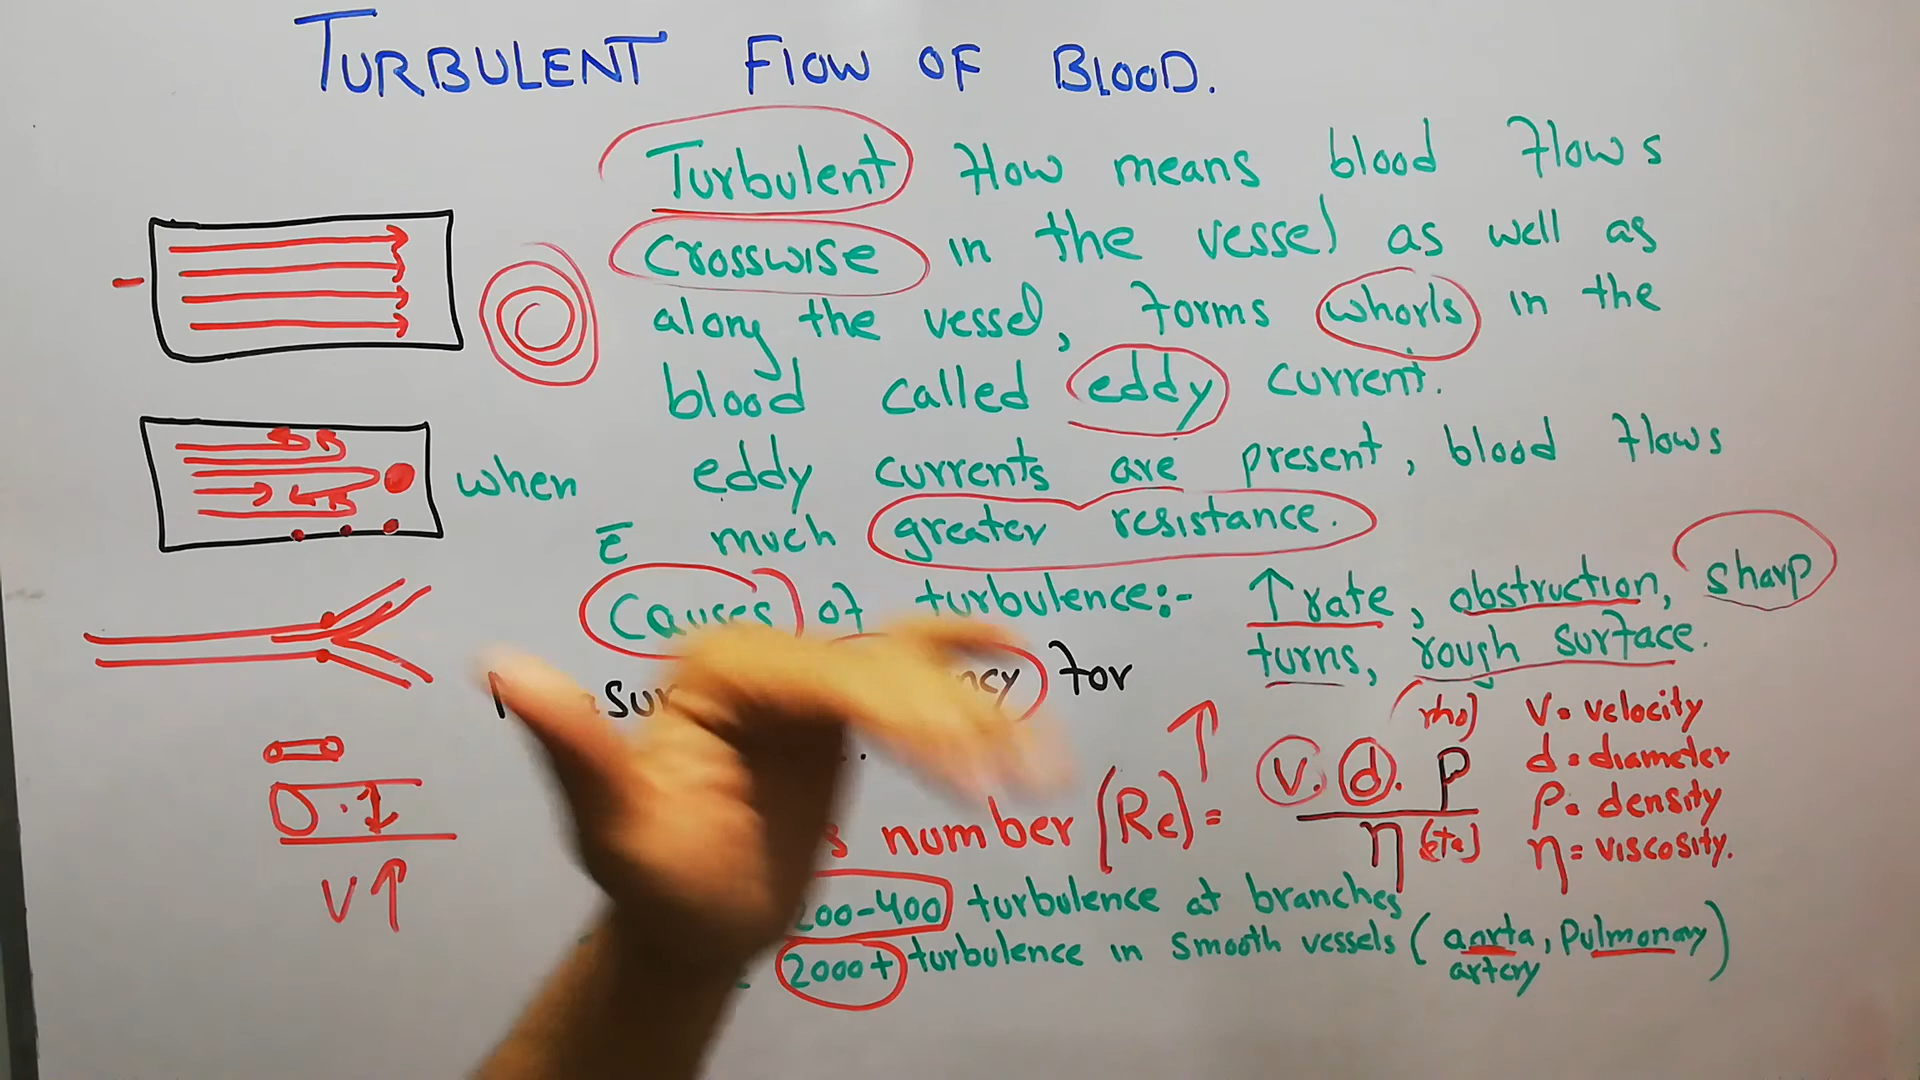 TURBULENT FLOW OF BLOOD.
Turbulent flow means blood flows
crosswise in the vessel as well as
along the vessel, forms whorls in the
blood called eddy current.
when eddy currents are present, blood flows
c̄ much greater resistance.
Causes of turbulence:- ↑rate, obstruction, sharp
turns, rough surface.
for
number (Re)↑ = v.d.ρ
η
(rho)
(eta)
v = velocity
d = diameter
ρ = density
η = viscosity.
200-400 turbulence at branches
2000+ turbulence in smooth vessels (aorta, Pulmonary
artery)
V↑